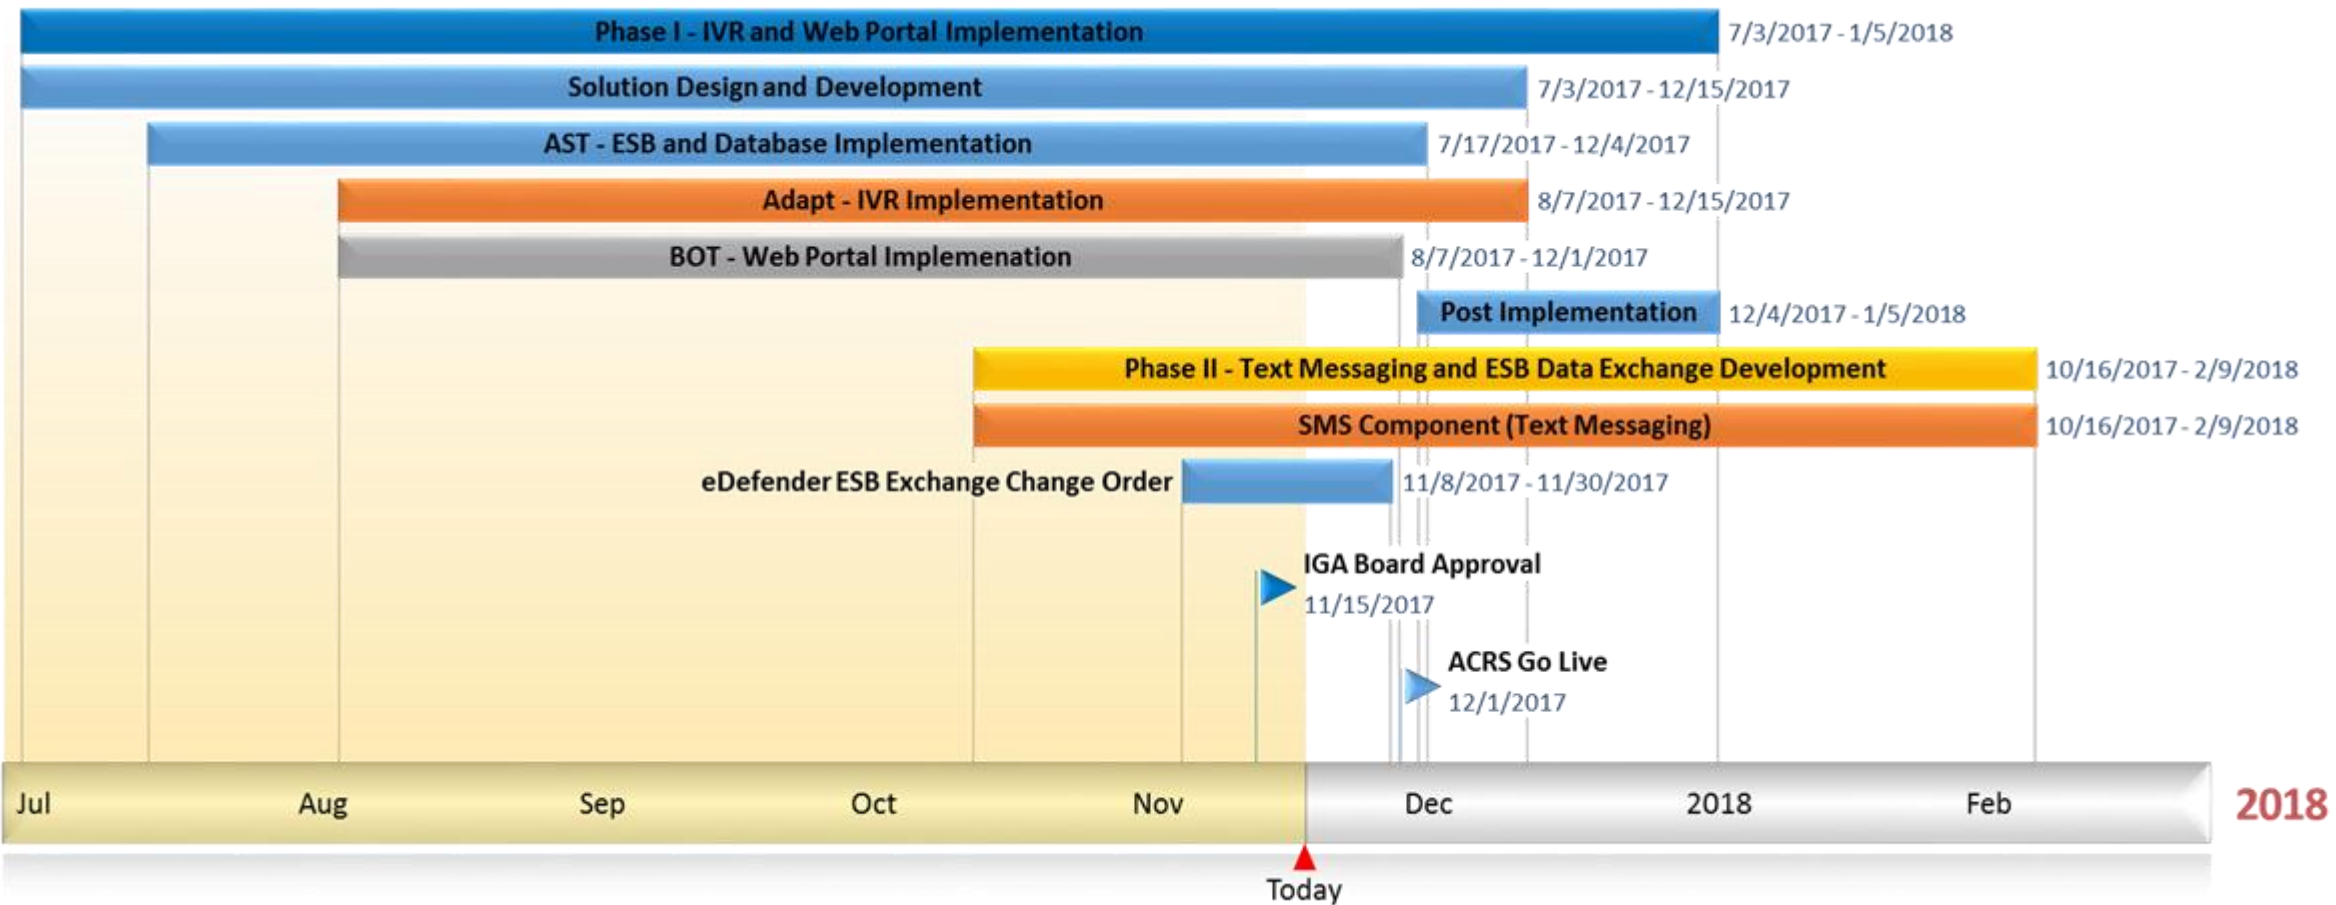 Phase I - IVR and Web Portal Implementation 7/3/2017 - 1/5/2018
Solution Design and Development 7/3/2017 - 12/15/2017
AST - ESB and Database Implementation 7/17/2017 - 12/4/2017
Adapt - IVR Implementation 8/7/2017 - 12/15/2017
BOT - Web Portal Implemenation 8/7/2017 - 12/1/2017
Post Implementation 12/4/2017 - 1/5/2018
Phase II - Text Messaging and ESB Data Exchange Development 10/16/2017 - 2/9/2018
SMS Component (Text Messaging) 10/16/2017 - 2/9/2018
eDefender ESB Exchange Change Order 11/8/2017 - 11/30/2017
IGA Board Approval
11/15/2017
ACRS Go Live
12/1/2017
Jul Aug Sep Oct Nov Dec 2018 Feb 2018
Today